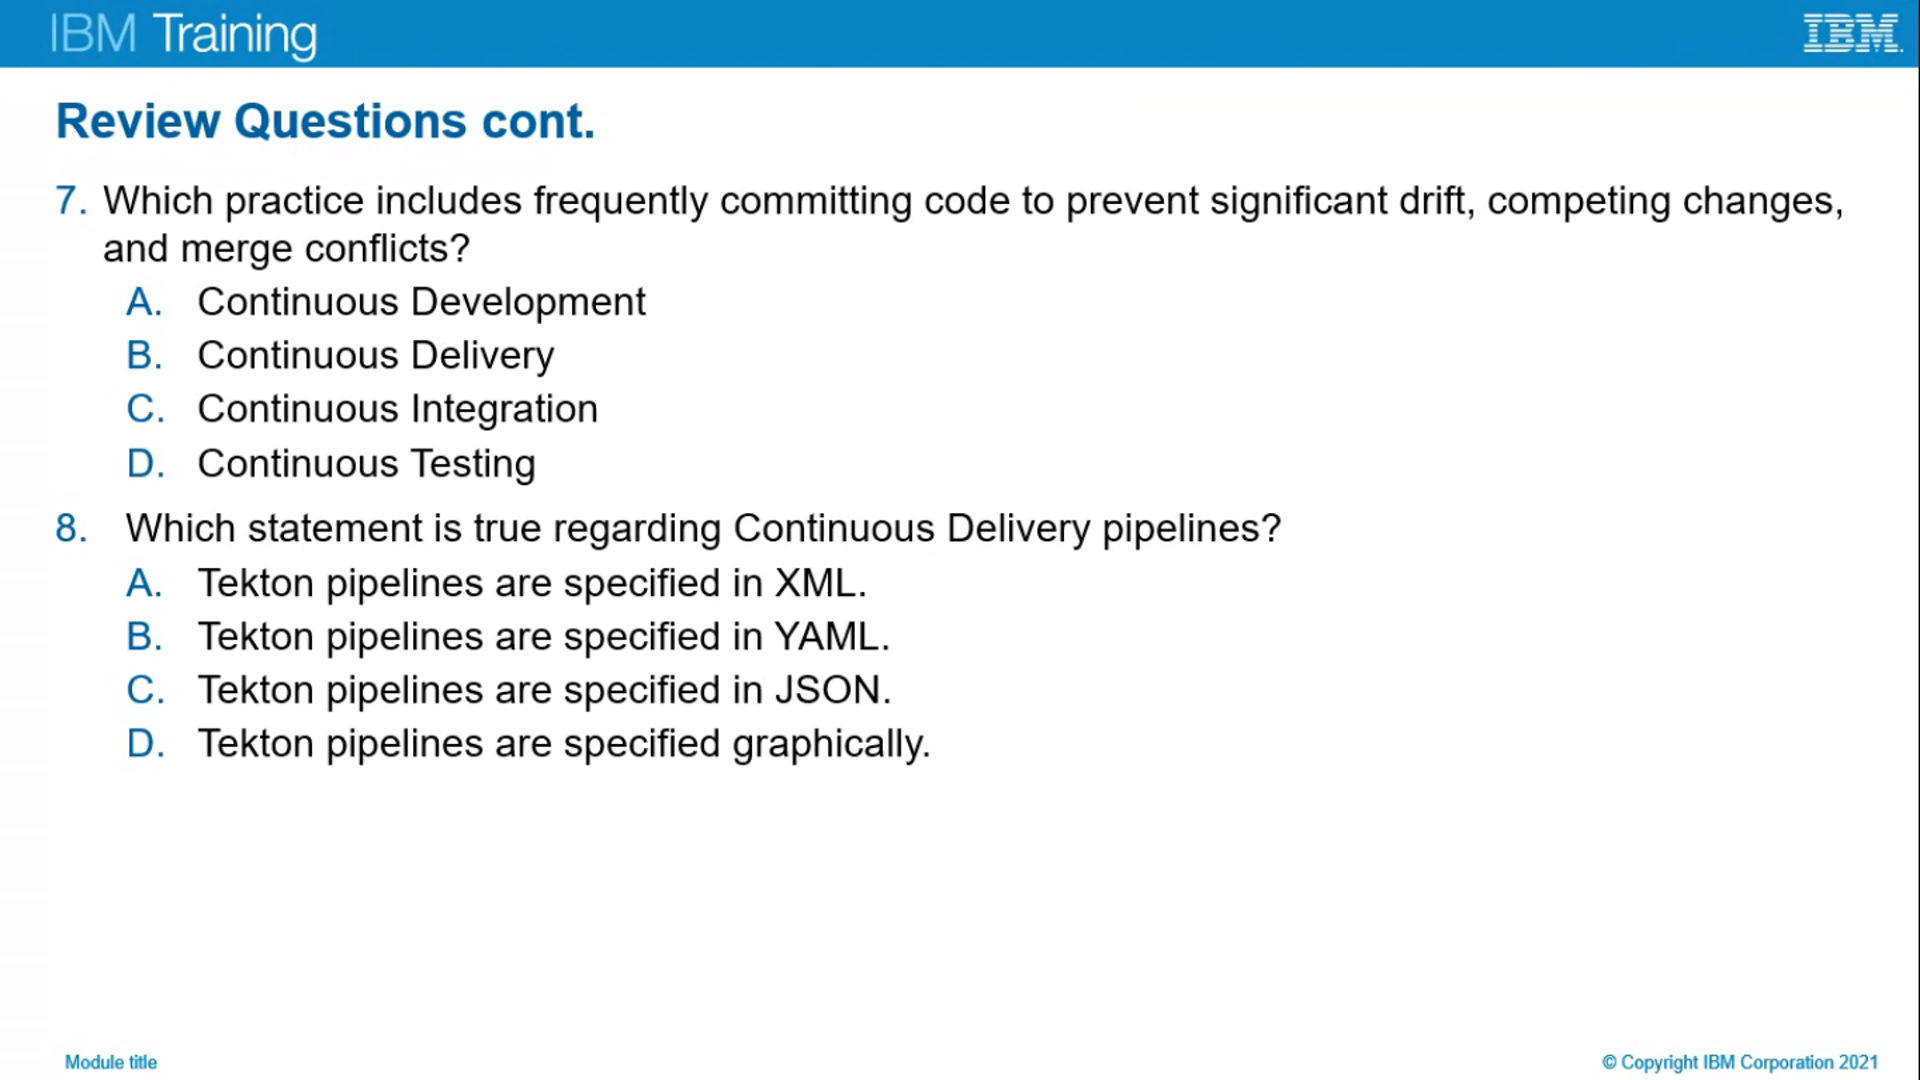 IBM Training
IBM
Review Questions cont.
7. Which practice includes frequently committing code to prevent significant drift, competing changes,
and merge conflicts?
A. Continuous Development
B. Continuous Delivery
C. Continuous Integration
D. Continuous Testing
8. Which statement is true regarding Continuous Delivery pipelines?
A. Tekton pipelines are specified in XML.
B. Tekton pipelines are specified in YAML.
C. Tekton pipelines are specified in JSON.
D. Tekton pipelines are specified graphically.
Module title
© Copyright IBM Corporation 2021